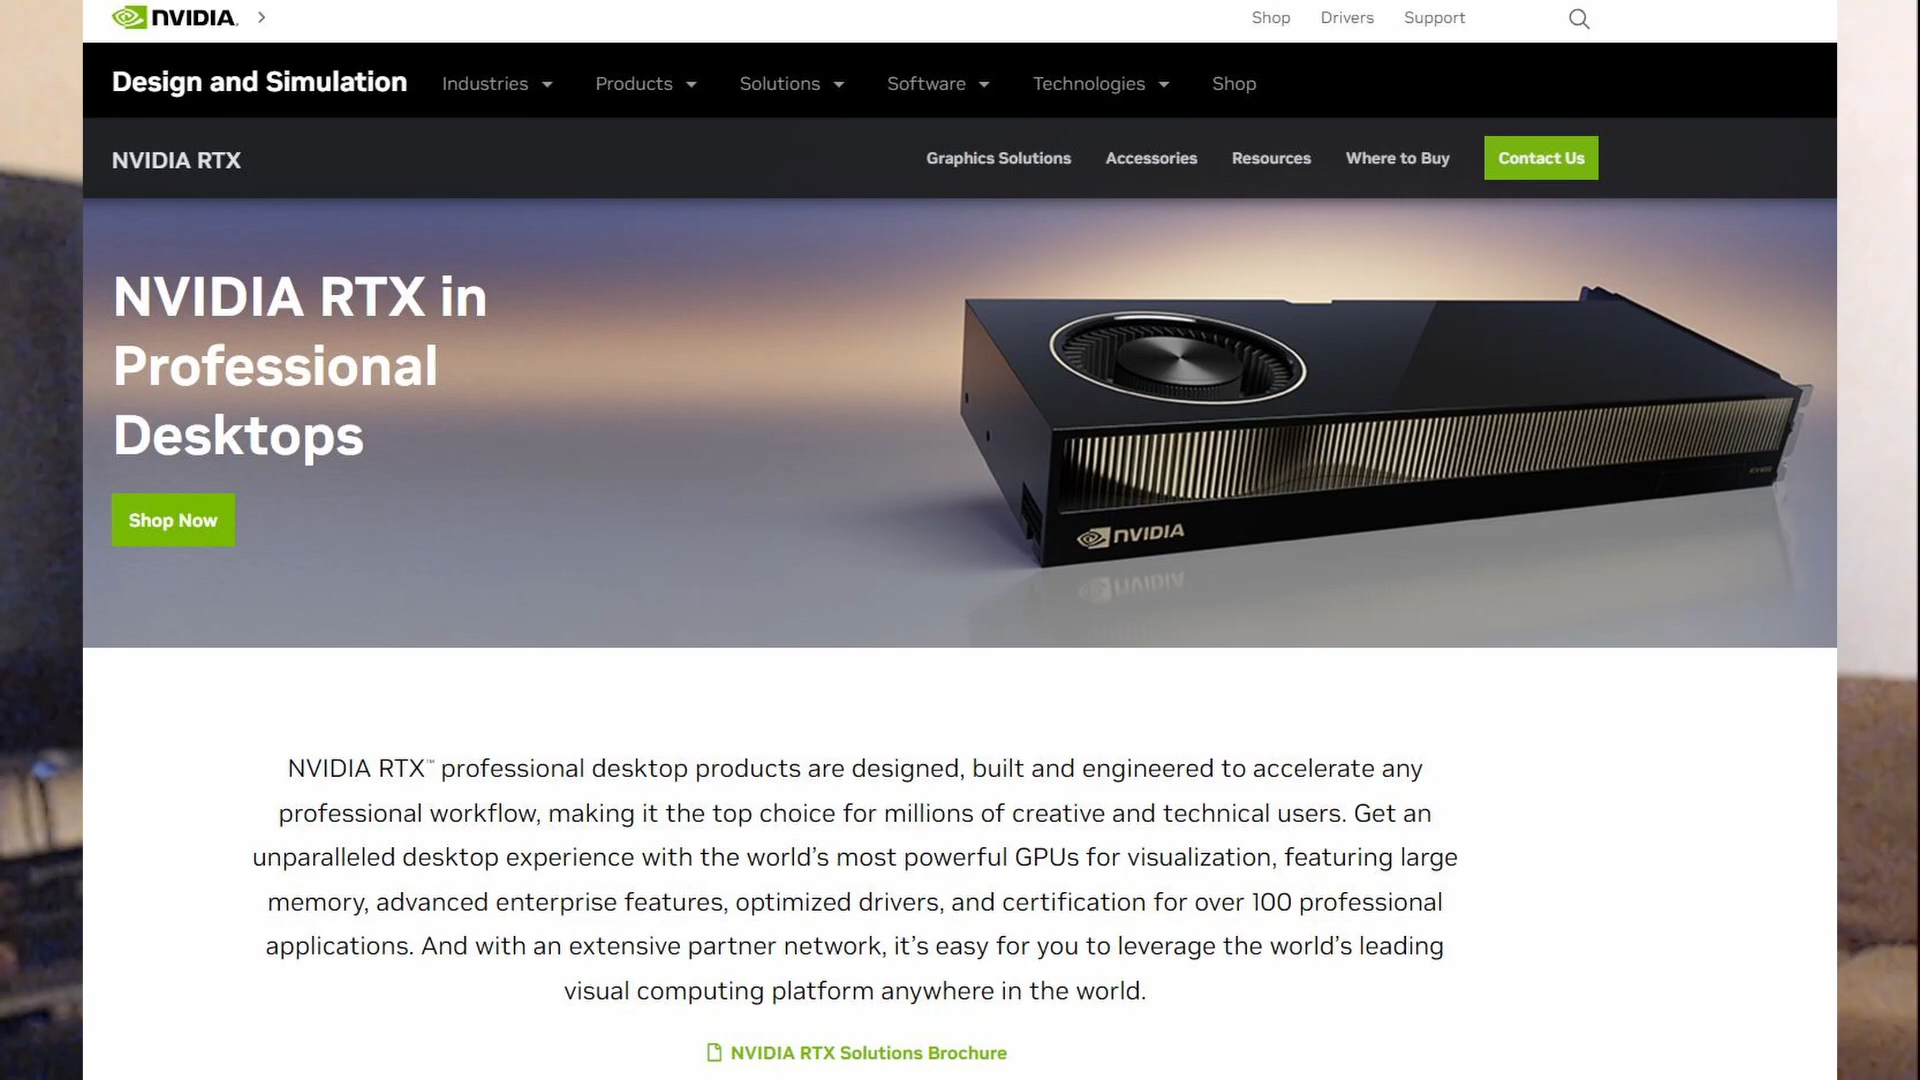 NVIDIA
Shop
Drivers
Support
Design and Simulation
Industries
Products
Solutions
Software
Technologies
Shop
NVIDIA RTX
Graphics Solutions
Accessories
Resources
Where to Buy
Contact Us
NVIDIA RTX in
Professional
Desktops
Shop Now
NVIDIA
NVIDIA RTX™ professional desktop products are designed, built and engineered to accelerate any
professional workflow, making it the top choice for millions of creative and technical users. Get an
unparalleled desktop experience with the world’s most powerful GPUs for visualization, featuring large
memory, advanced enterprise features, optimized drivers, and certification for over 100 professional
applications. And with an extensive partner network, it’s easy for you to leverage the world’s leading
visual computing platform anywhere in the world.
NVIDIA RTX Solutions Brochure